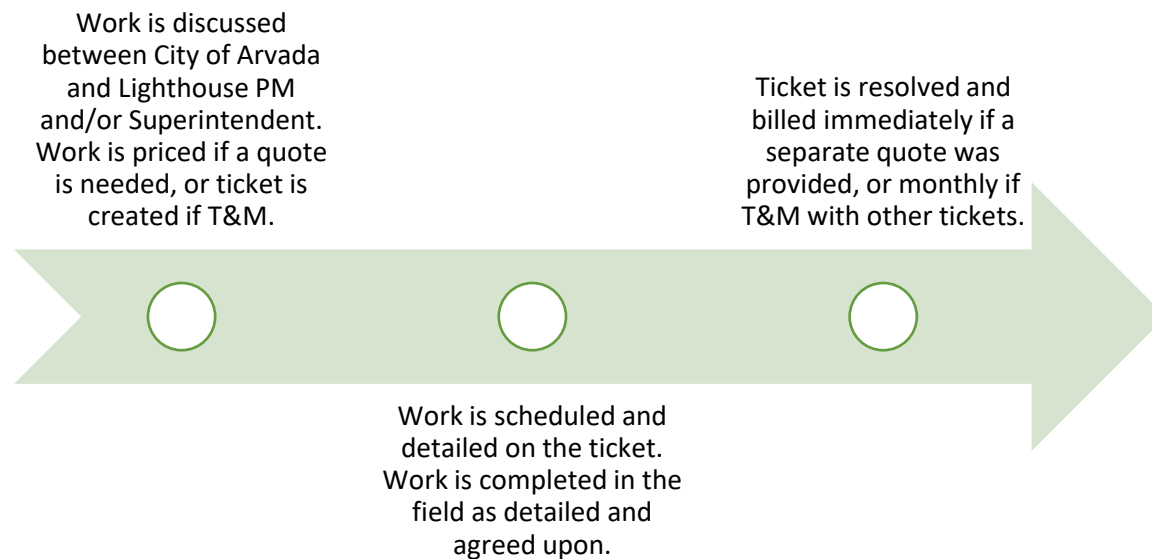 Work is discussed
between City of Arvada
and Lighthouse PM
and/or Superintendent.
Work is priced if a quote
is needed, or ticket is
created if T&M.
Work is scheduled and
detailed on the ticket.
Work is completed in the
field as detailed and
agreed upon.
Ticket is resolved and
billed immediately if a
separate quote was
provided, or monthly if
T&M with other tickets.